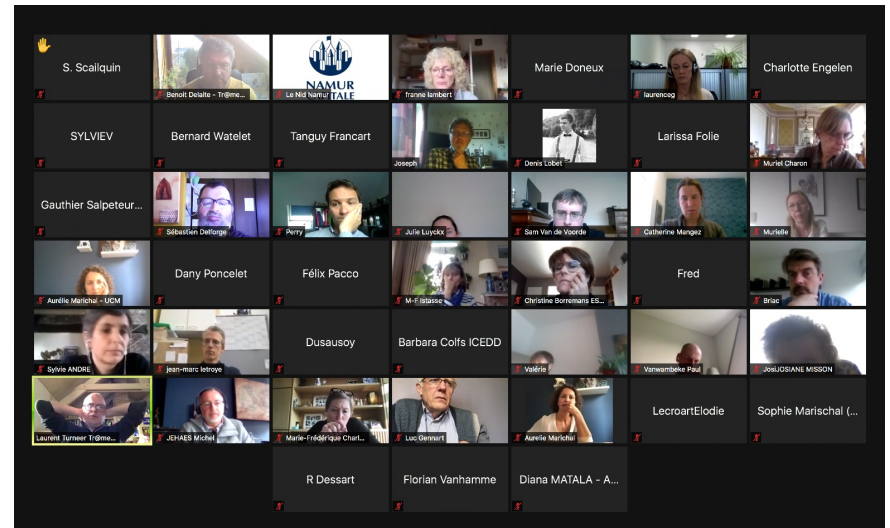 S. Scailquin
Benoit Delaite - Tr@me...
NAMUR
Le Nid Namur
franne lambert
Marie Doneux
laurenceg
Charlotte Engelen
SYLVIEV
Bernard Watelet
Tanguy Francart
Joseph
Denis Lobet
Larissa Folie
Muriel Charon
Gauthier Salpeteur...
Sébastien Delforge
Perry
Julie Luyckx
Sam Van de Voorde
Catherine Mangez
Murielle
Aurélie Marichal - UCM
Dany Poncelet
Félix Pacco
M-F Istasse
Christine Borremans ES...
Fred
Briac
Sylvie ANDRE
jean-marc letroye
Dusausoy
Barbara Colfs ICEDD
Valérie
Vanwambeke Paul
JosiJOSIANE MISSON
Laurent Turneer Tr@me...
JEHAES Michel
Marie-Frédérique Charl...
Luc Gennart
Aurelie Marichal
LecroartElodie
Sophie Marischal (...
R Dessart
Florian Vanhamme
Diana MATALA - A...